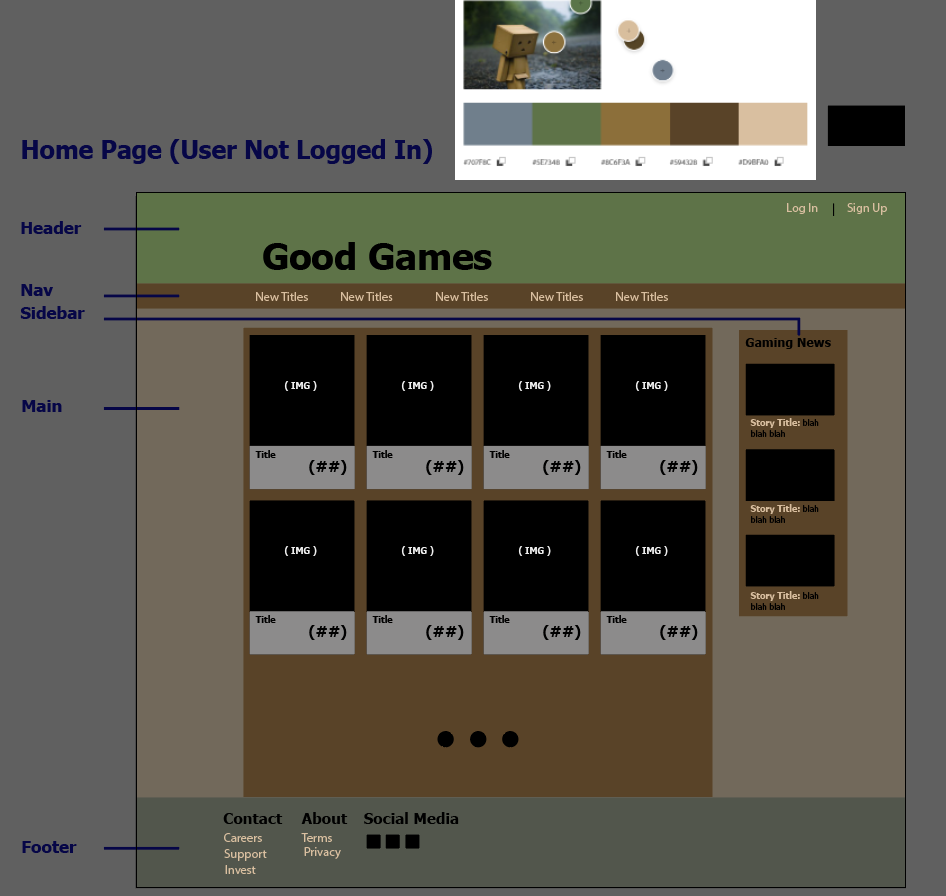 #707F8C #5E7348 #8C6F3A #594328 #D9BFA0
Home Page (User Not Logged In)
Log In | Sign Up
Header
Good Games
Nav
New Titles New Titles New Titles New Titles New Titles
Sidebar
Gaming News
(IMG) (IMG) (IMG) (IMG)
Main
Story Title: blah
blah blah
Title Title Title Title
(##) (##) (##) (##)
Story Title: blah
blah blah
(IMG) (IMG) (IMG) (IMG)
Story Title: blah
blah blah
Title Title Title Title
(##) (##) (##) (##)
Contact About Social Media
Careers Terms
Support Privacy
Invest
Footer